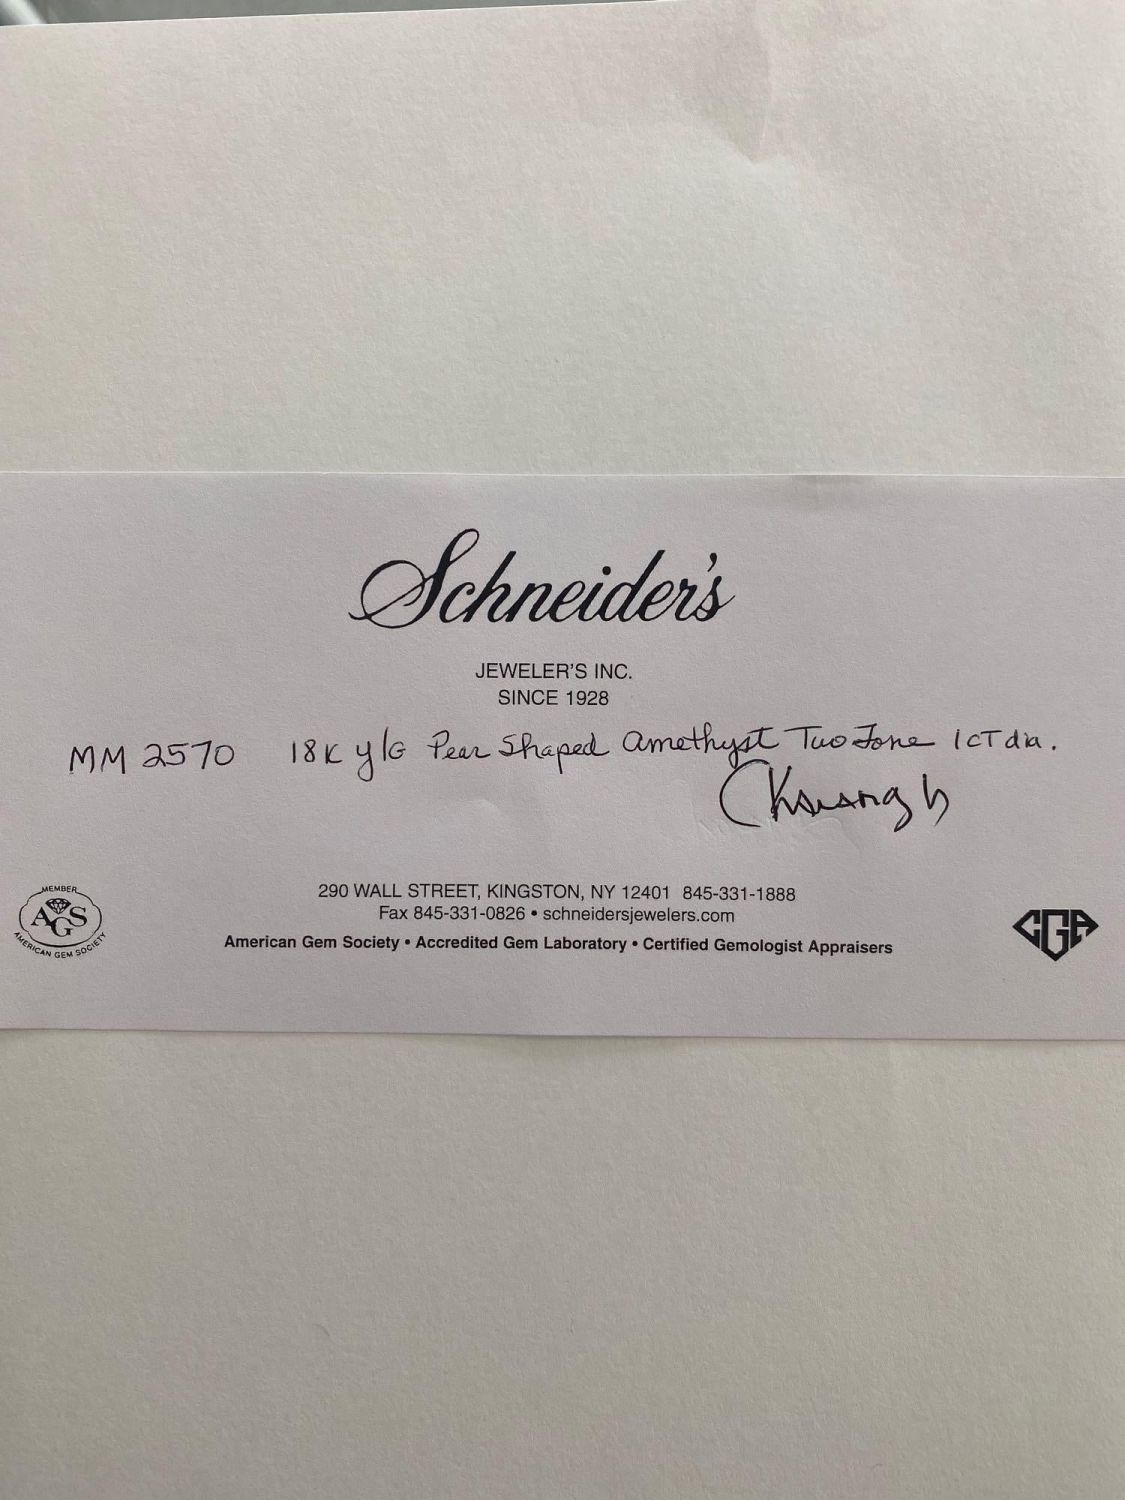 Schneider's
JEWELER'S INC.
SINCE 1928
MM 2570 18K y/G Pear Shaped Amethyst Two Tone 1CT dia.
MEMBER
AGS
AMERICAN GEM SOCIETY
290 WALL STREET, KINGSTON, NY 12401 845-331-1888
Fax 845-331-0826 • schneidersjewelers.com
American Gem Society • Accredited Gem Laboratory • Certified Gemologist Appraisers
CGA